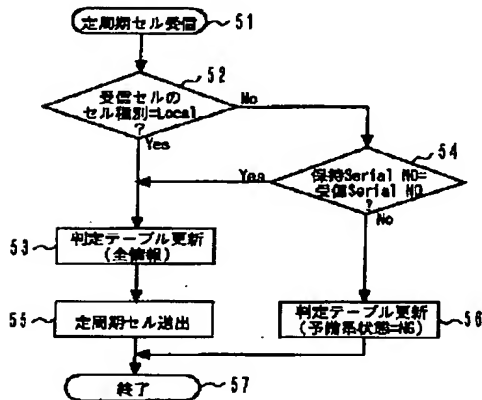 定周期セル受信
51
52
受信セルの
セル種別=Local
?
No
Yes
54
保持Serial NO=
受信Serial NO
?
Yes
No
53
判定テーブル更新
(全情報)
55
定周期セル送出
判定テーブル更新
(予備系状態=NG)
56
終了
57